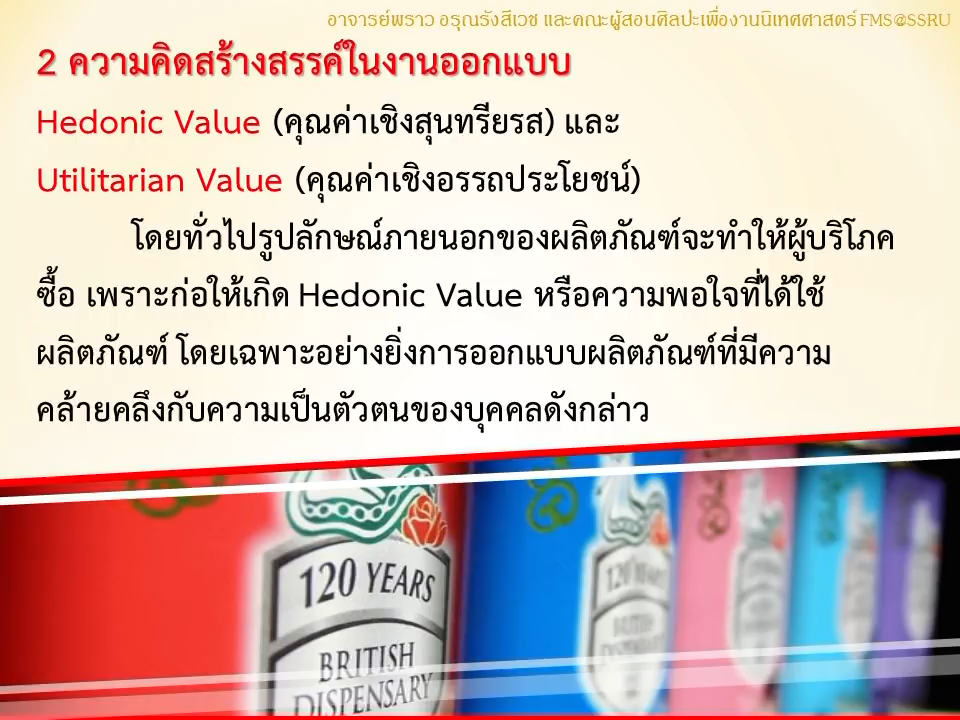 อาจารย์พราว อรุณรังสีเวช และคณะผู้สอนศิลปะเพื่องานนิเทศศาสตร์ FMS@SSRU
2 ความคิดสร้างสรรค์ในงานออกแบบ
Hedonic Value (คุณค่าเชิงสุนทรียรส) และ
Utilitarian Value (คุณค่าเชิงอรรถประโยชน์)
โดยทั่วไปรูปลักษณ์ภายนอกของผลิตภัณฑ์จะทำให้ผู้บริโภค
ซื้อ เพราะก่อให้เกิด Hedonic Value หรือความพอใจที่ได้ใช้
ผลิตภัณฑ์ โดยเฉพาะอย่างยิ่งการออกแบบผลิตภัณฑ์ที่มีความ
คล้ายคลึงกับความเป็นตัวตนของบุคคลดังกล่าว
120 YEARS
BRITISH
DISPENSARY
120 YEARS
BRITISH
DISPENSARY